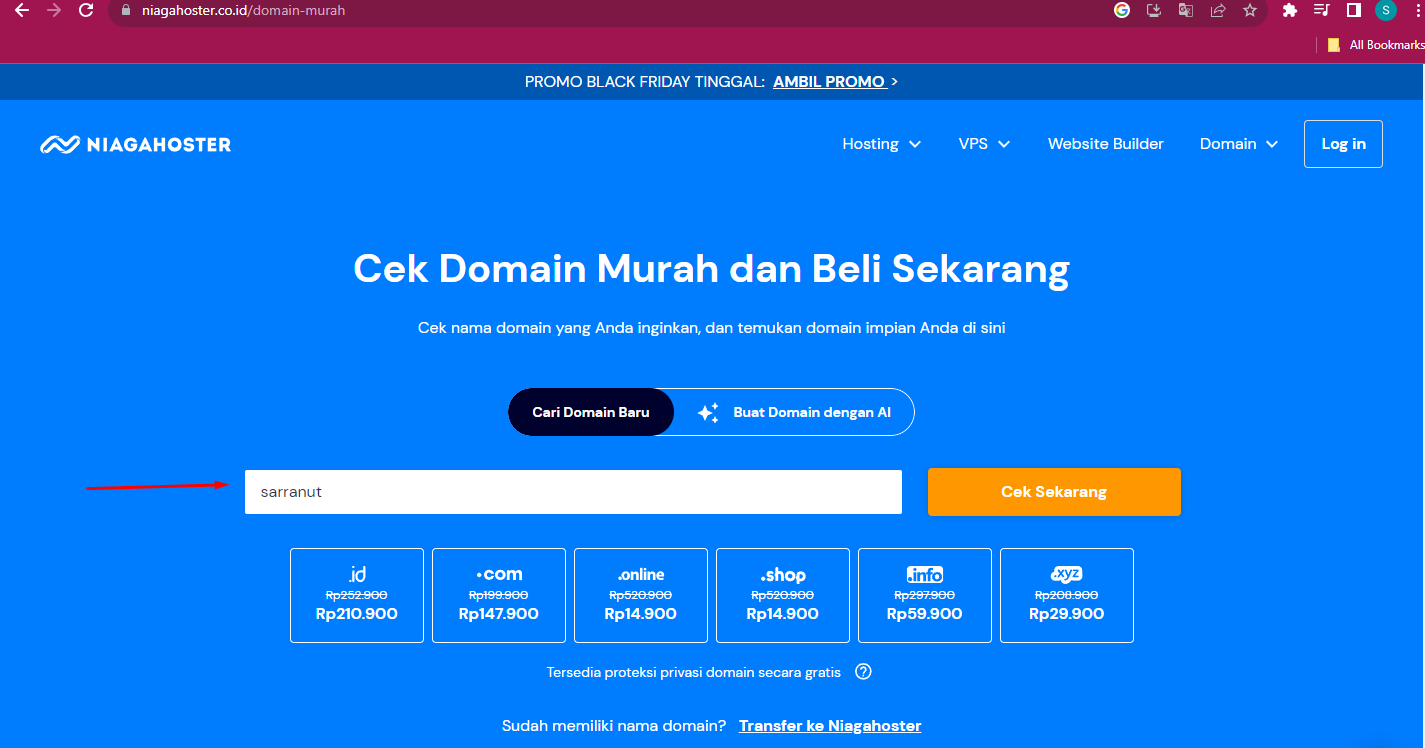 niagahoster.co.id/domain-murah
S
All Bookmarks
PROMO BLACK FRIDAY TINGGAL: AMBIL PROMO >
NIAGAHOSTER
Hosting VPS Website Builder Domain Log in
Cek Domain Murah dan Beli Sekarang
Cek nama domain yang Anda inginkan, dan temukan domain impian Anda di sini
Cari Domain Baru Buat Domain dengan AI
sarranut Cek Sekarang
.id .com .online .shop .info .xyz
Rp252.900 Rp199.900 Rp520.900 Rp520.900 Rp297.900 Rp208.900
Rp210.900 Rp147.900 Rp14.900 Rp14.900 Rp59.900 Rp29.900
Tersedia proteksi privasi domain secara gratis ?
Sudah memiliki nama domain? Transfer ke Niagahoster